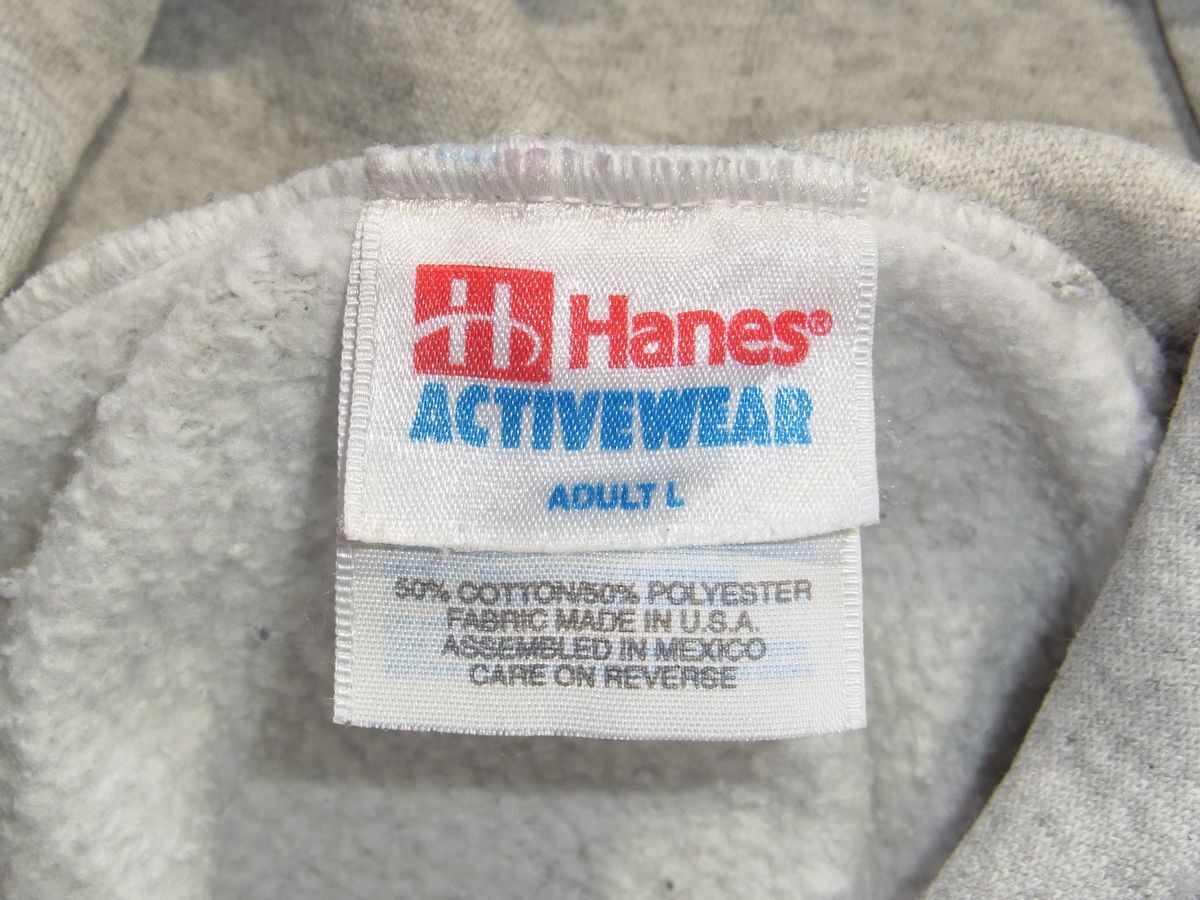 Hanes®
ACTIVEWEAR
ADULT L
50% COTTON/50% POLYESTER
FABRIC MADE IN U.S.A.
ASSEMBLED IN MEXICO
CARE ON REVERSE